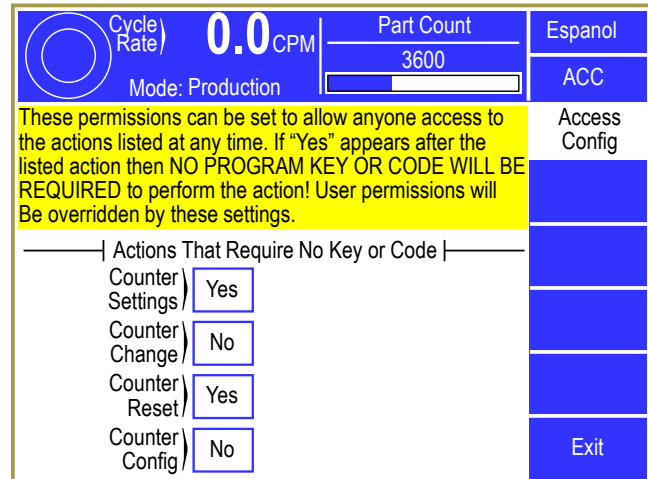 Cycle
Rate
0.0 CPM
Mode: Production
Part Count
3600
Espanol
ACC
Access
Config
These permissions can be set to allow anyone access to
the actions listed at any time. If “Yes” appears after the
listed action then NO PROGRAM KEY OR CODE WILL BE
REQUIRED to perform the action! User permissions will
Be overridden by these settings.
Actions That Require No Key or Code
Counter
Settings
Yes
Counter
Change
No
Counter
Reset
Yes
Counter
Config
No
Exit